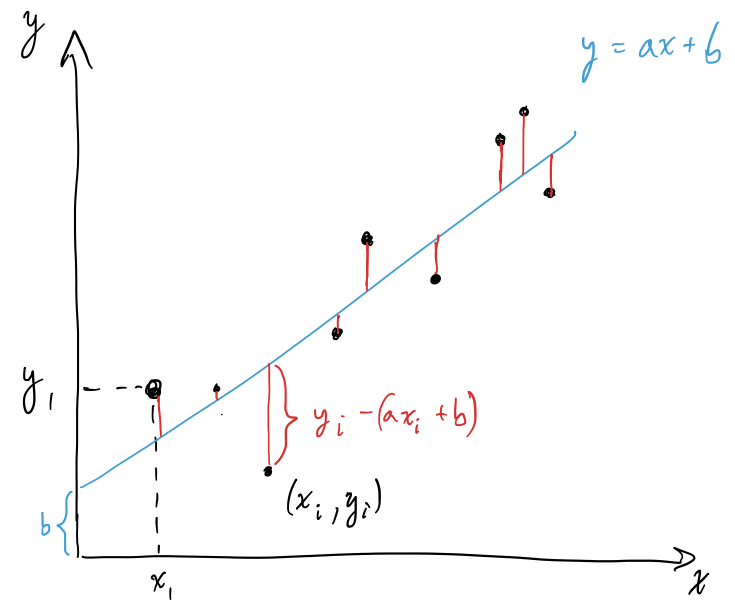 y
y = ax + b
y₁
yᵢ - (axᵢ + b)
(xᵢ, yᵢ)
b
x₁
x